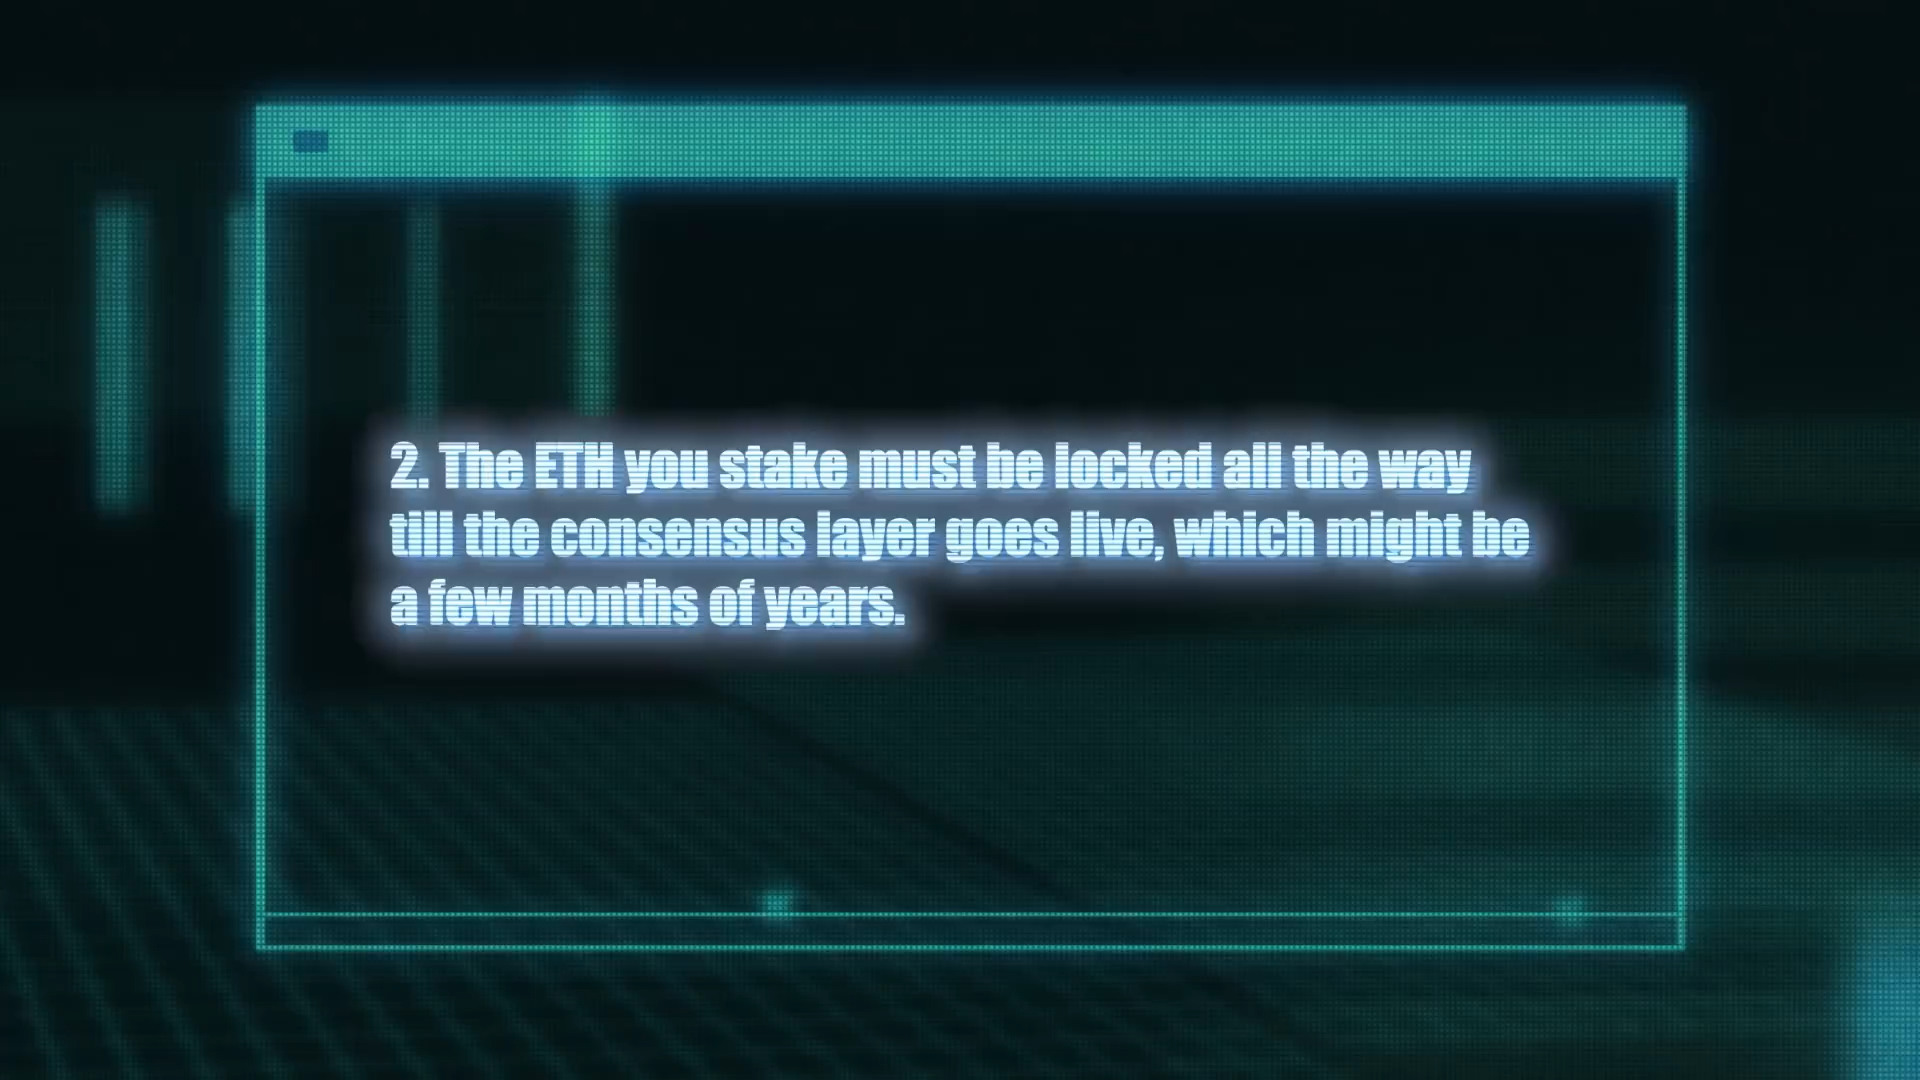 2. The ETH you stake must be locked all the way
till the consensus layer goes live, which might be
a few months of years.